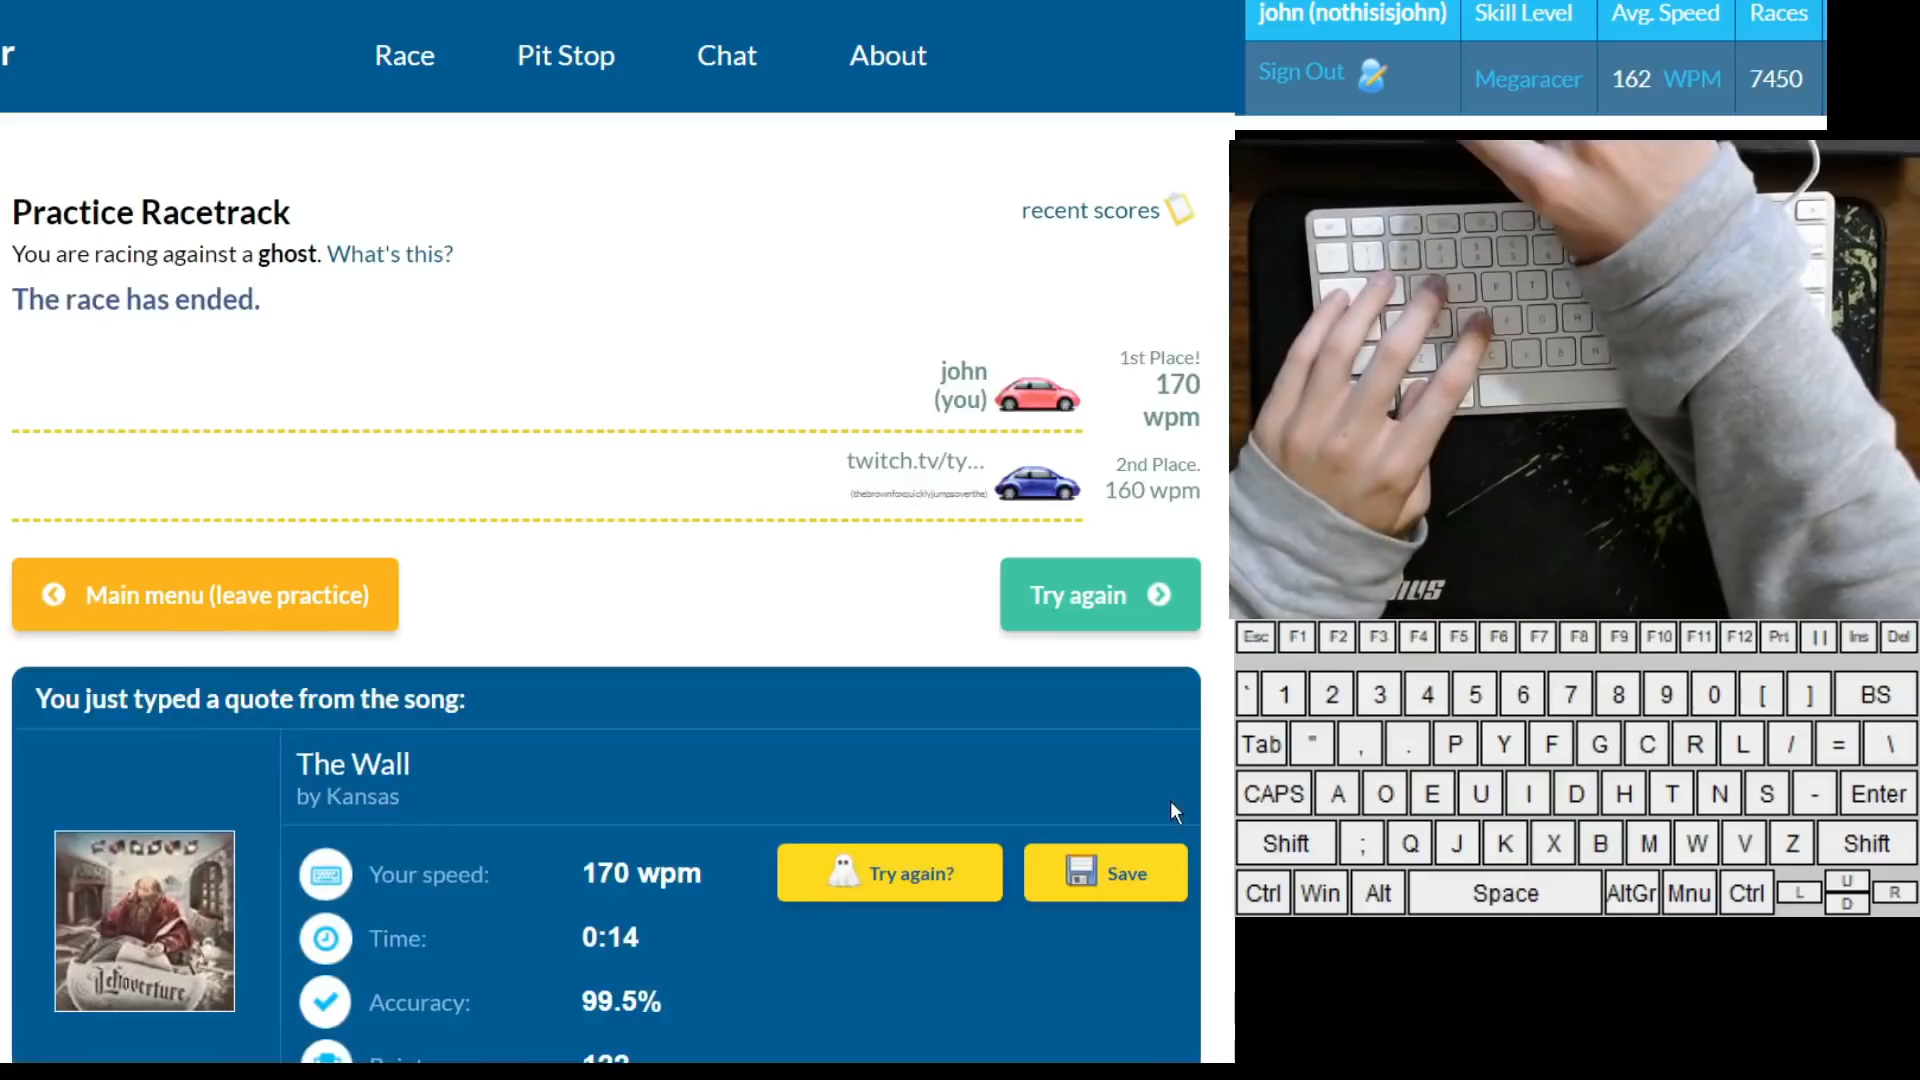 r
Race
Pit Stop
Chat
About
john (nothisisjohn)
Skill Level
Avg. Speed
Races
Sign Out
Megaracer
162 WPM
7450
Practice Racetrack
recent scores
You are racing against a ghost. What's this?
The race has ended.
john
(you)
1st Place!
170
wpm
twitch.tv/ty...
(thebrownfoxquicklyjumpsoverthe)
2nd Place.
160 wpm
Main menu (leave practice)
Try again
You just typed a quote from the song:
The Wall
by Kansas
Leftoverture
Your speed:
170 wpm
Try again?
Save
Time:
0:14
Accuracy:
99.5%
Esc F1 F2 F3 F4 F5 F6 F7 F8 F9 F10 F11 F12 Prt || Ins Del
` 1 2 3 4 5 6 7 8 9 0 [ ] BS
Tab " , . P Y F G C R L / = \
CAPS A O E U I D H T N S - Enter
Shift ; Q J K X B M W V Z Shift
Ctrl Win Alt Space AltGr Mnu Ctrl L U D R